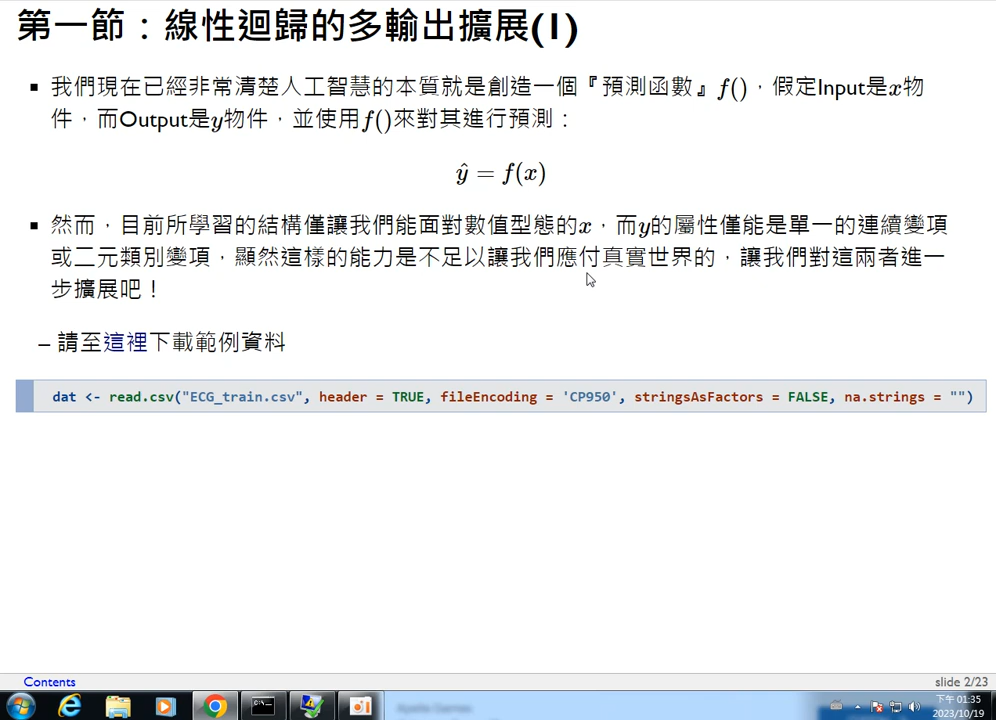 第一節：線性迴歸的多輸出擴展(1)
▪ 我們現在已經非常清楚人工智慧的本質就是創造一個『預測函數』f()，假定Input是x物
件，而Output是y物件，並使用f()來對其進行預測：
ŷ = f(x)
▪ 然而，目前所學習的結構僅讓我們能面對數值型態的x，而y的屬性僅能是單一的連續變項
或二元類別變項，顯然這樣的能力是不足以讓我們應付真實世界的，讓我們對這兩者進一
步擴展吧！
– 請至這裡下載範例資料
dat <- read.csv("ECG_train.csv", header = TRUE, fileEncoding = 'CP950', stringsAsFactors = FALSE, na.strings = "")
Contents
slide 2/23
下午 01:35
2023/10/19